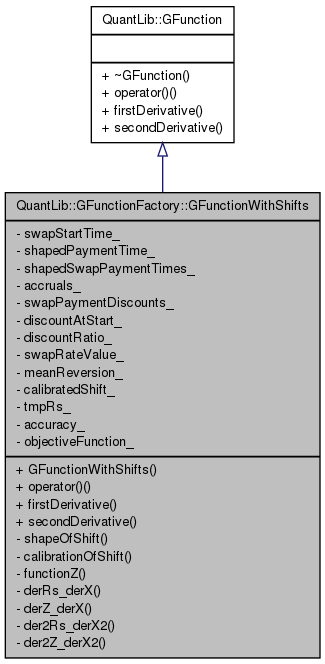 QuantLib::GFunction
+ ~GFunction()
+ operator()()
+ firstDerivative()
+ secondDerivative()
QuantLib::GFunctionFactory::GFunctionWithShifts
- swapStartTime_
- shapedPaymentTime_
- shapedSwapPaymentTimes_
- accruals_
- swapPaymentDiscounts_
- discountAtStart_
- discountRatio_
- swapRateValue_
- meanReversion_
- calibratedShift_
- tmpRs_
- accuracy_
- objectiveFunction_
+ GFunctionWithShifts()
+ operator()()
+ firstDerivative()
+ secondDerivative()
- shapeOfShift()
- calibrationOfShift()
- functionZ()
- derRs_derX()
- derZ_derX()
- der2Rs_derX2()
- der2Z_derX2()